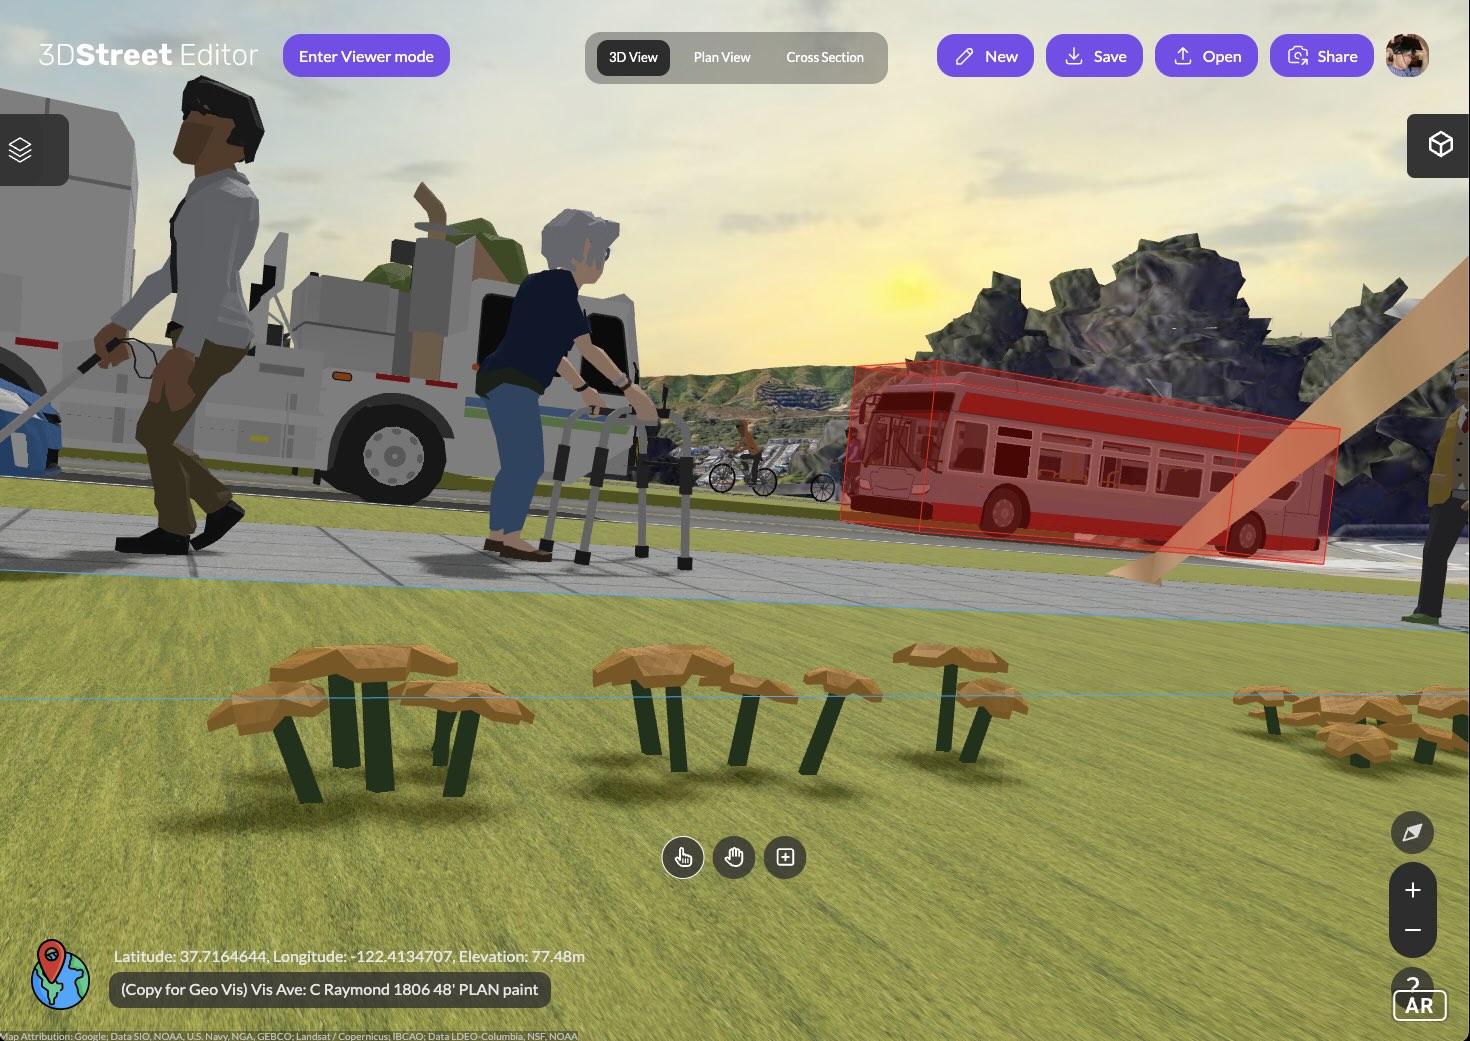 3DStreet Editor
Enter Viewer mode
3D View
Plan View
Cross Section
New
Save
Open
Share
Latitude: 37.7164644, Longitude: -122.4134707, Elevation: 77.48m
(Copy for Geo Vis) Vis Ave: C Raymond 1806 48' PLAN paint
?
AR
Map Attribution: Google; Data SIO, NOAA, U.S. Navy, NGA, GEBCO; Landsat / Copernicus; IBCAO; Data LDEO-Columbia, NSF, NOAA